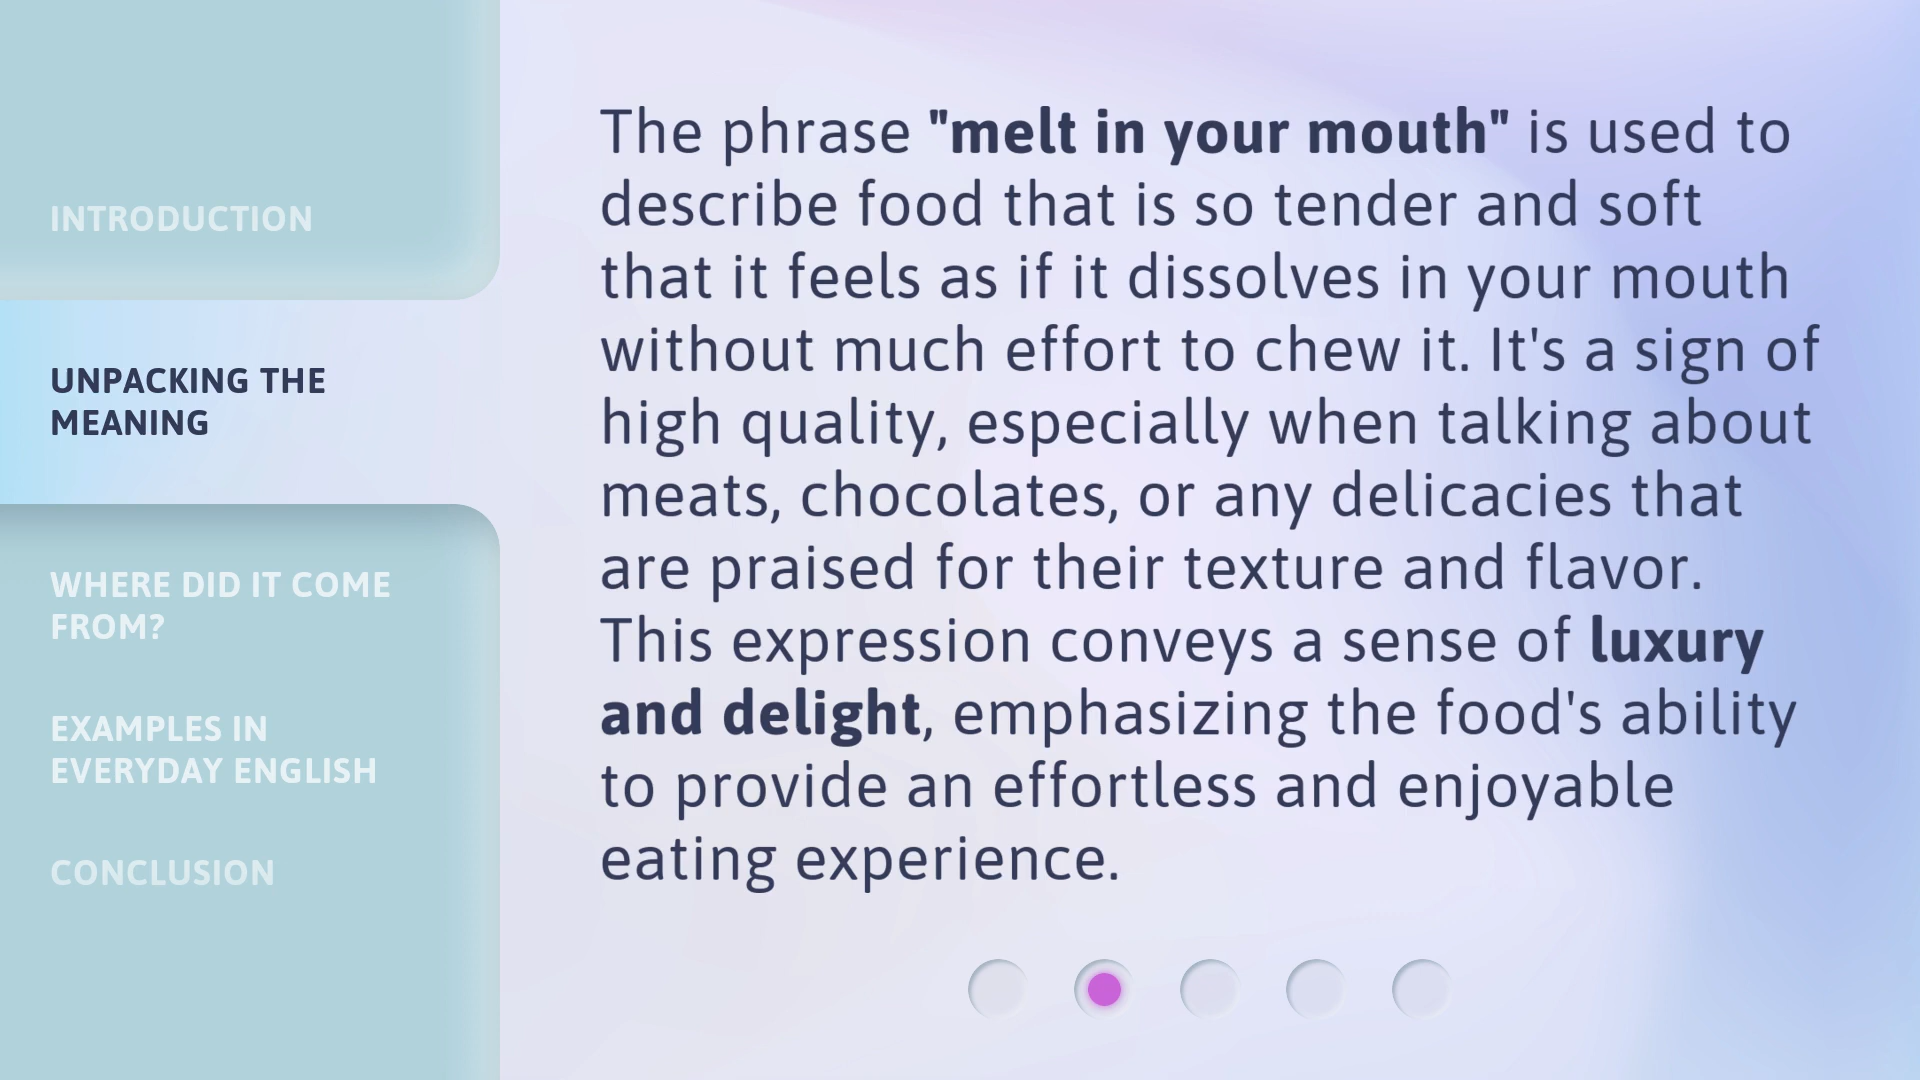 INTRODUCTION
UNPACKING THE
MEANING
WHERE DID IT COME
FROM?
EXAMPLES IN
EVERYDAY ENGLISH
CONCLUSION
The phrase "melt in your mouth" is used to
describe food that is so tender and soft
that it feels as if it dissolves in your mouth
without much effort to chew it. It's a sign of
high quality, especially when talking about
meats, chocolates, or any delicacies that
are praised for their texture and flavor.
This expression conveys a sense of luxury
and delight, emphasizing the food's ability
to provide an effortless and enjoyable
eating experience.